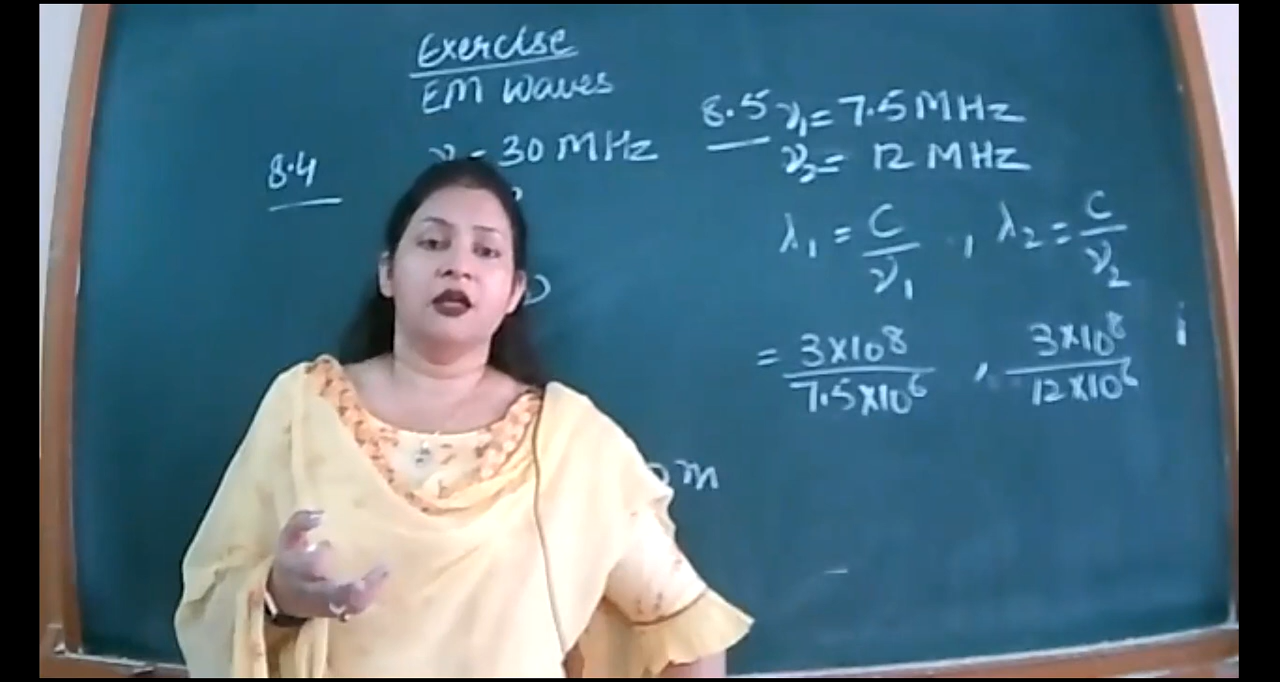 Exercise
EM Waves
8.4
ν = 30 MHz
m
8.5 ν₁ = 7.5 MHz
ν₂ = 12 MHz
λ₁ = C/ν₁ , λ₂ = C/ν₂
= 3×10⁸/7.5×10⁶ , 3×10⁸/12×10⁶